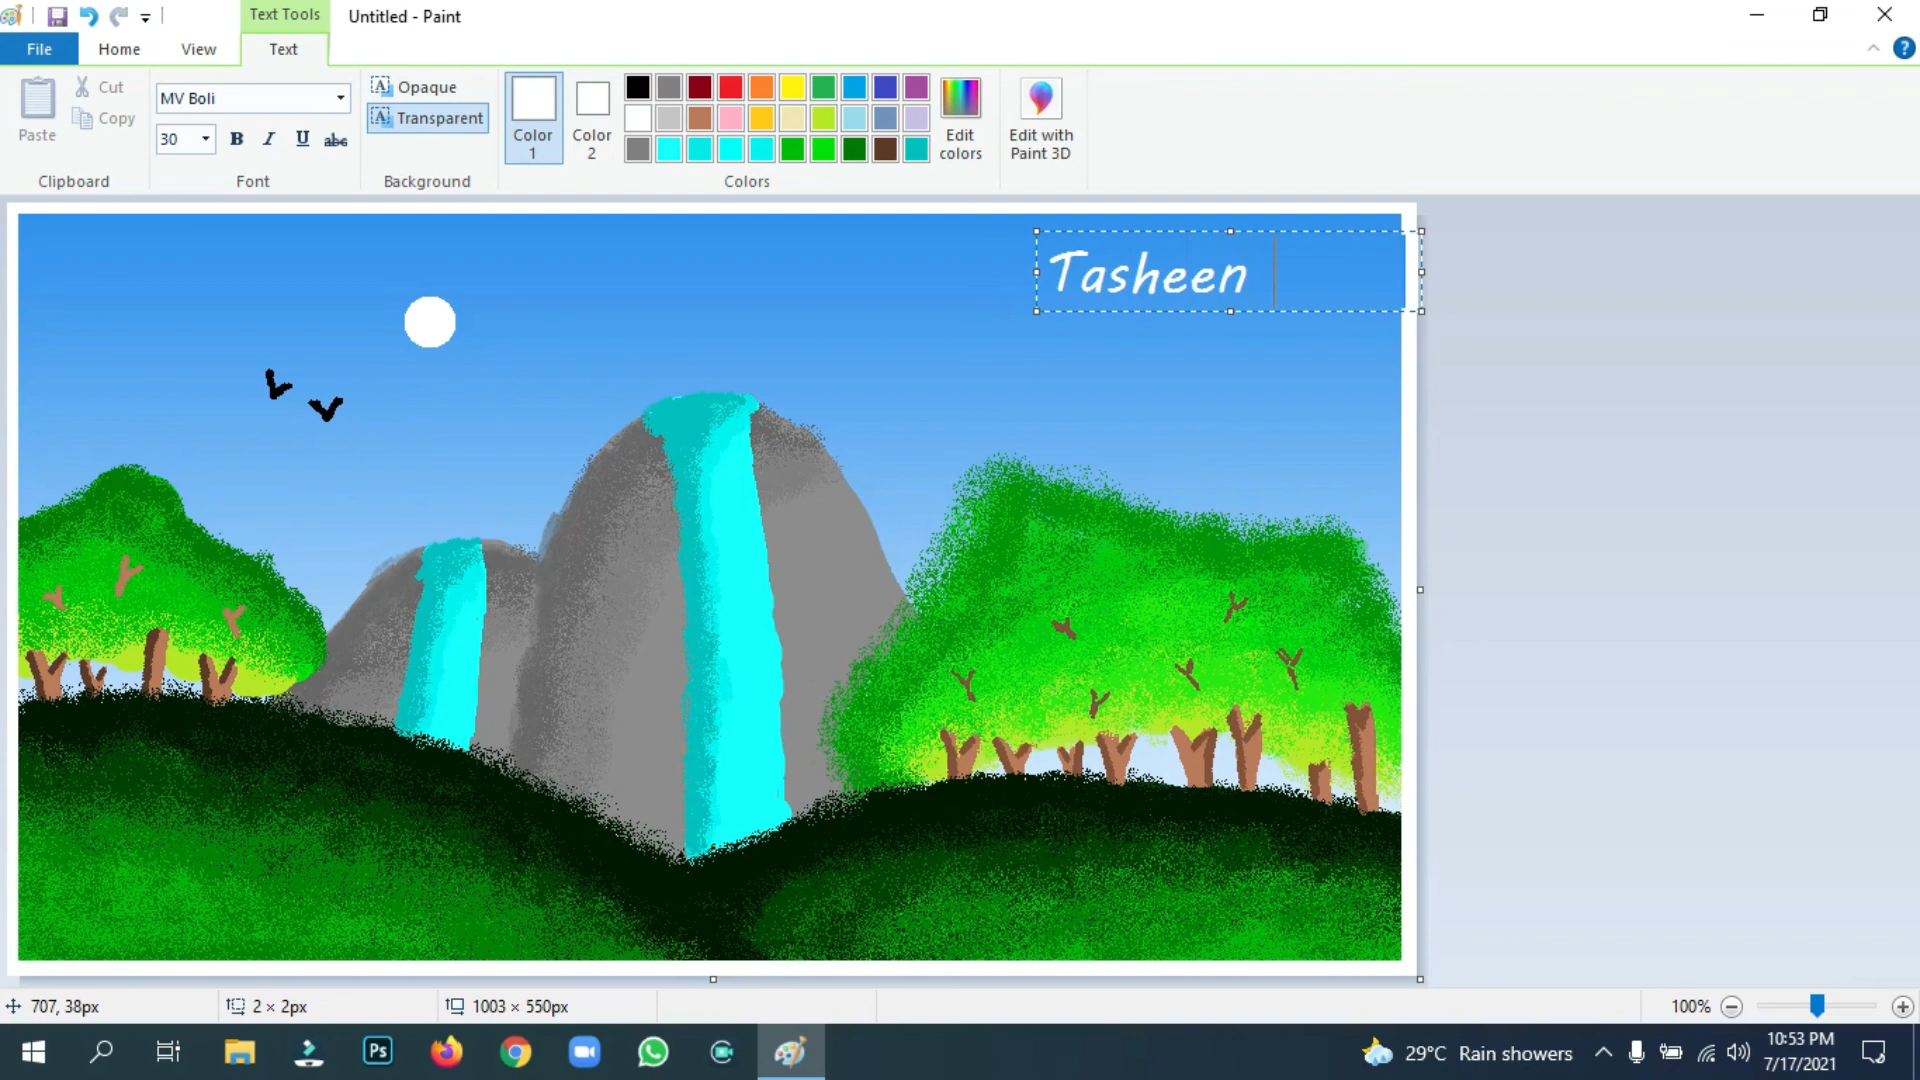 Text Tools
Untitled - Paint
File
Home
View
Text
Paste
Cut
Copy
Clipboard
MV Boli
30
B I U abc
Font
Opaque
Transparent
Background
Color 1
Color 2
Colors
Edit colors
Edit with Paint 3D
Tasheen
707, 38px
2 × 2px
1003 × 550px
100%
Ps
29°C Rain showers
10:53 PM
7/17/2021